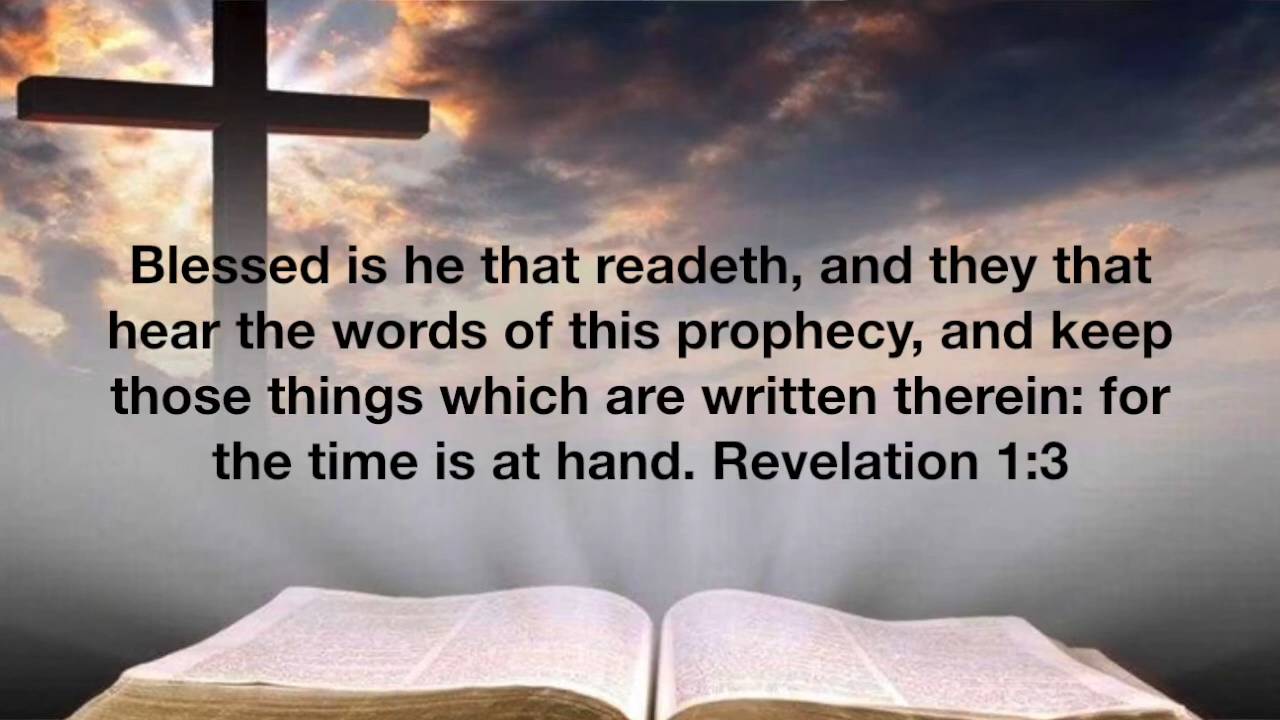 Blessed is he that readeth, and they that
hear the words of this prophecy, and keep
those things which are written therein: for
the time is at hand. Revelation 1:3